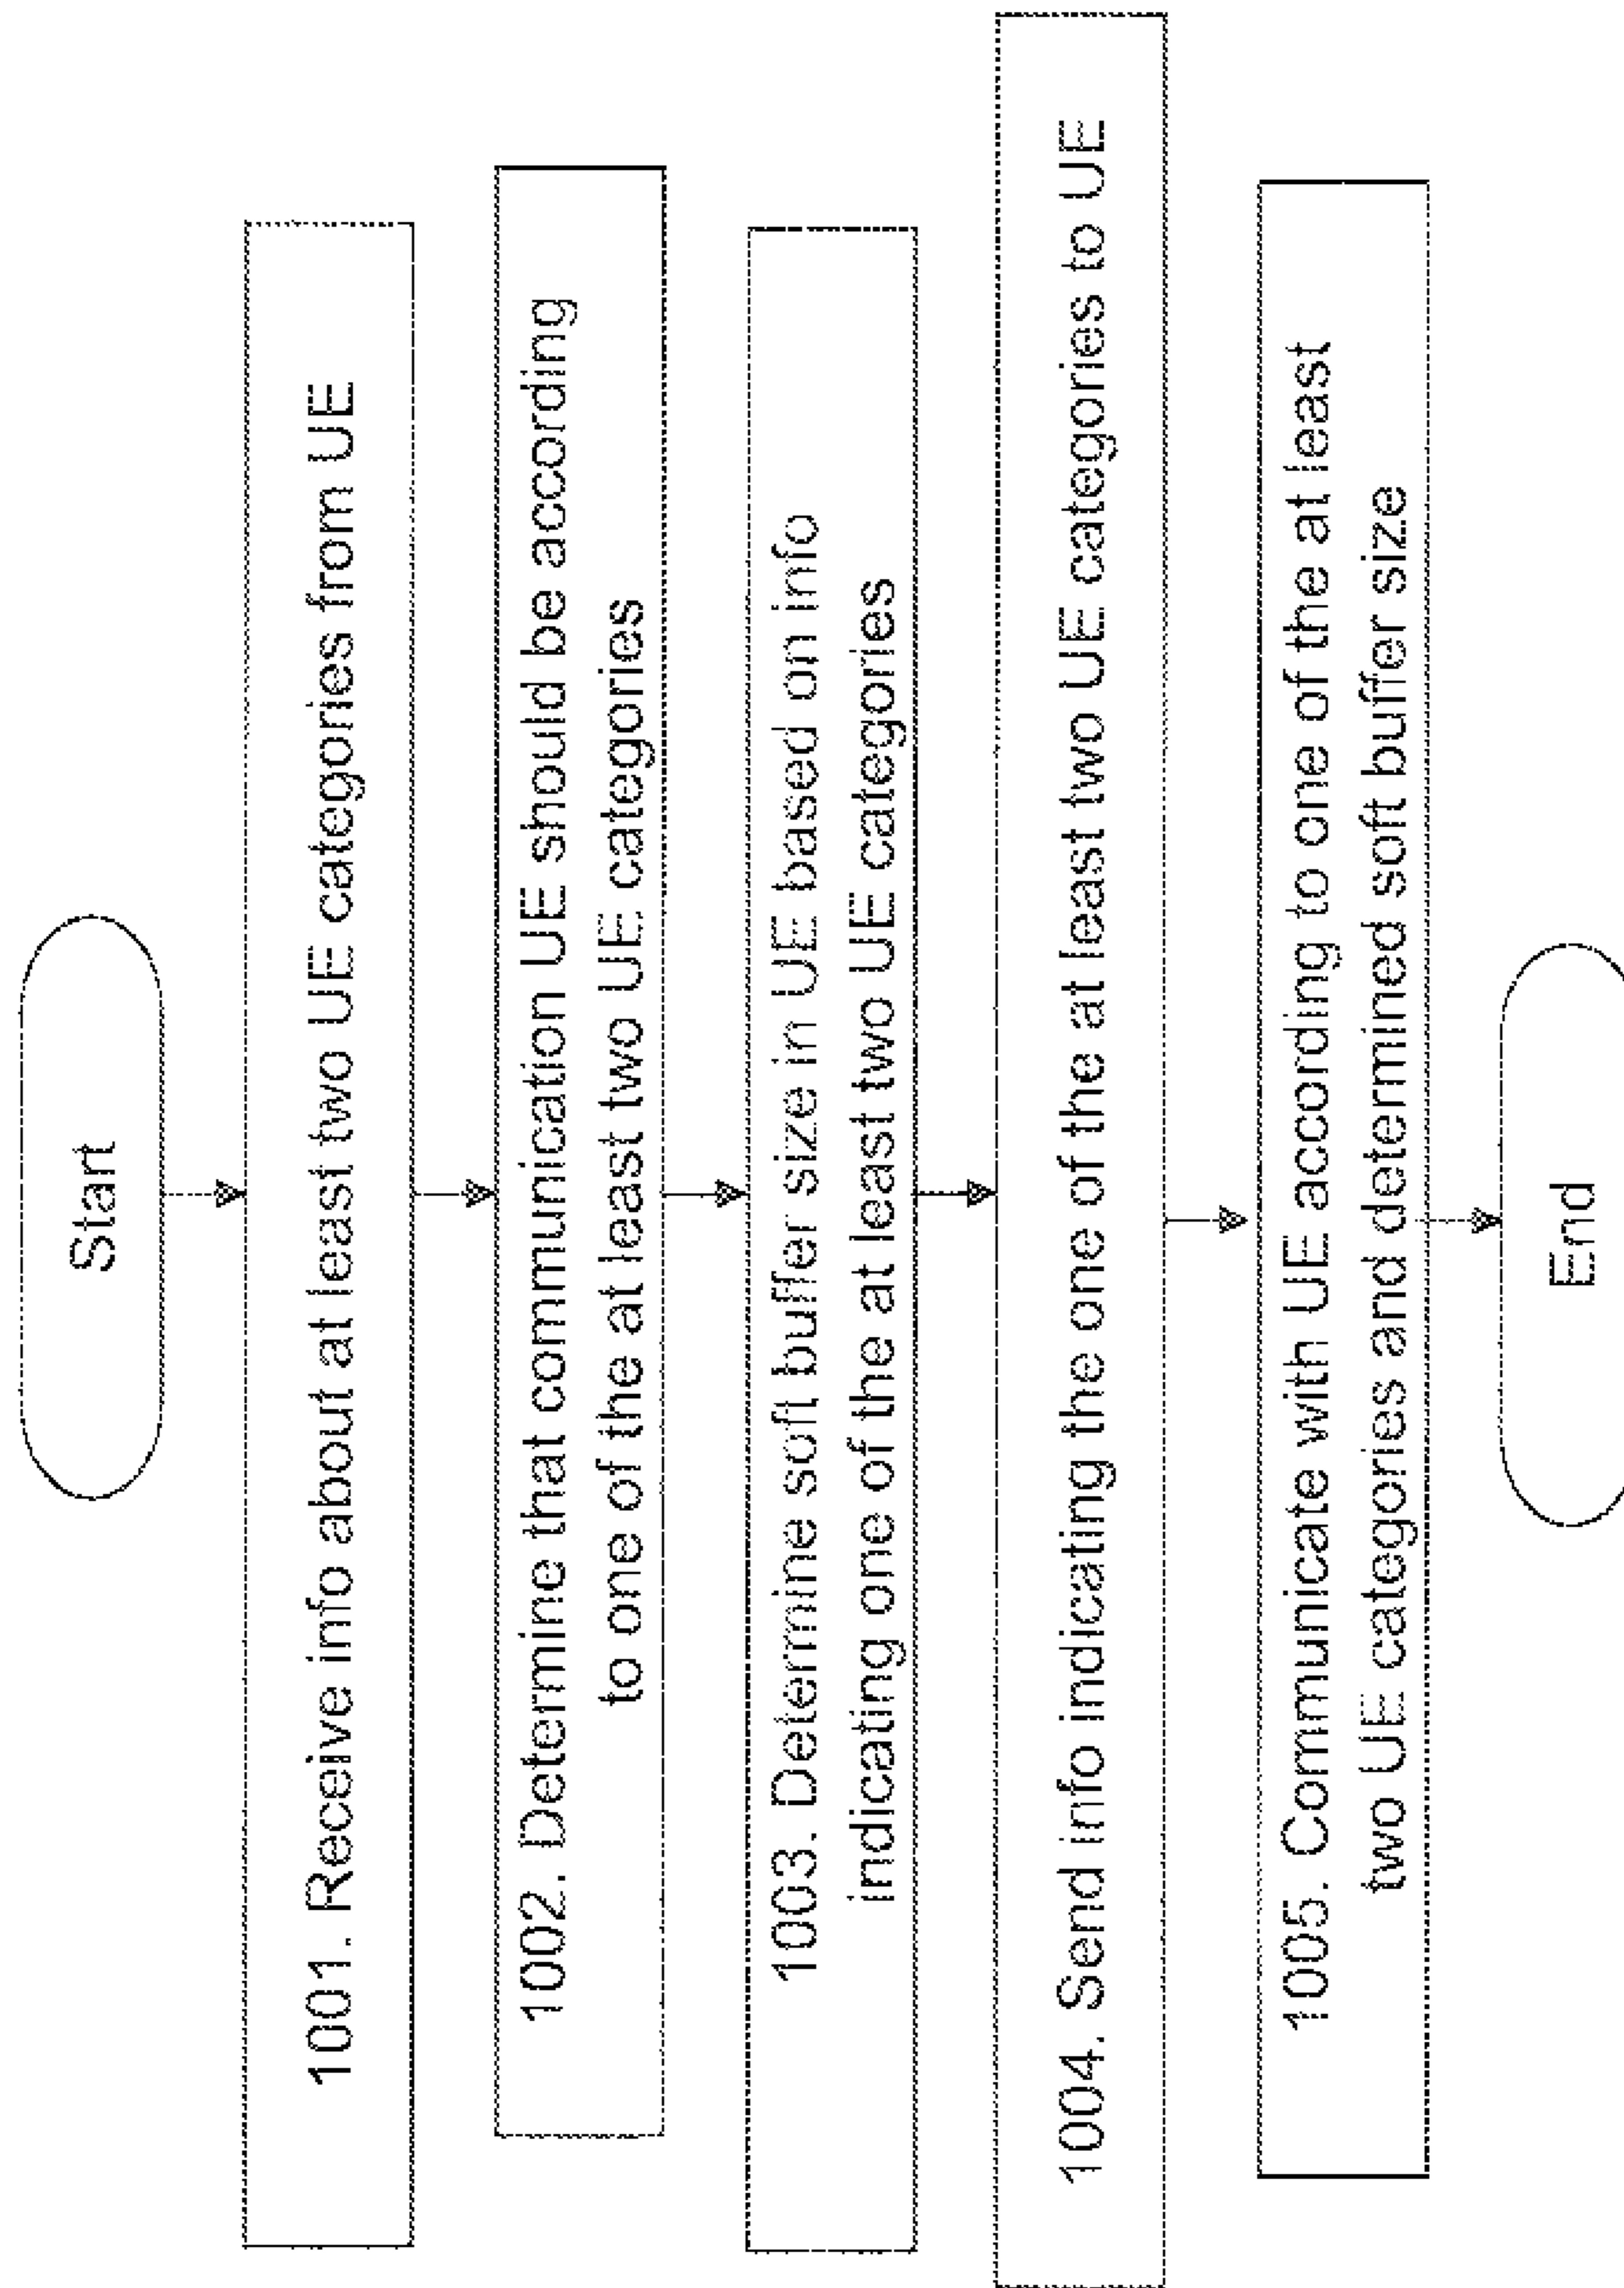 Start
1001. Receive info about at least two UE categories from UE
1002. Determine that communication UE should be according
to one of the at least two UE categories
1003. Determine soft buffer size in UE based on info
indicating one of the at least two UE categories
1004. Send info indicating the one of the at least two UE categories to UE
1005. Communicate with UE according to one of the at least
two UE categories and determined soft buffer size
End